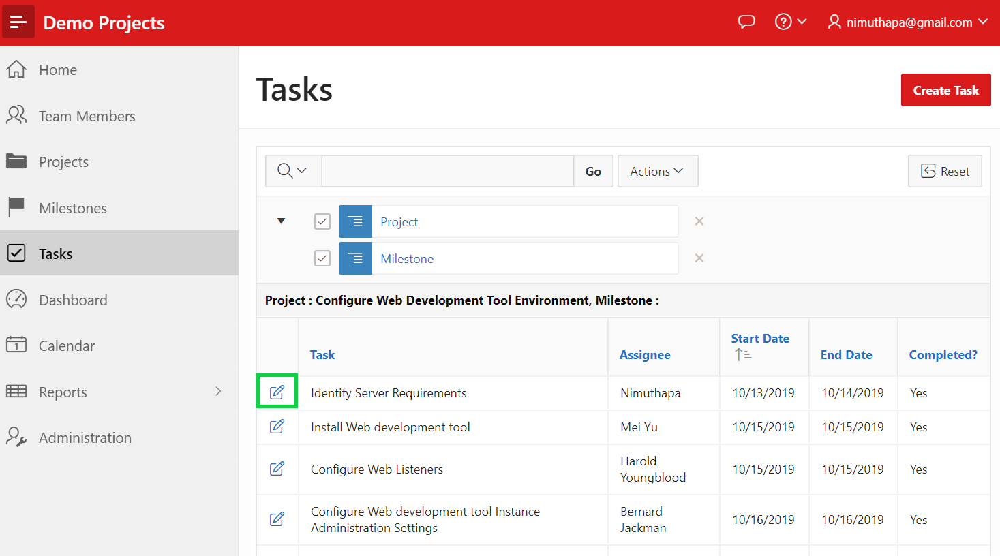 Demo Projects
nimuthapa@gmail.com
Home
Team Members
Projects
Milestones
Tasks
Dashboard
1
Calendar
Reports
Administration
Tasks
Create Task
Go
Actions
Reset
Project
Milestone
Project : Configure Web Development Tool Environment, Milestone :
Task
Assignee
Start Date
End Date
Completed?
Identify Server Requirements
Nimuthapa
10/13/2019
10/14/2019
Yes
Install Web development tool
Mei Yu
10/15/2019
10/15/2019
Yes
Configure Web Listeners
Harold
Youngblood
10/15/2019
10/15/2019
Yes
Configure Web development tool Instance
Administration Settings
Bernard
Jackman
10/16/2019
10/16/2019
Yes